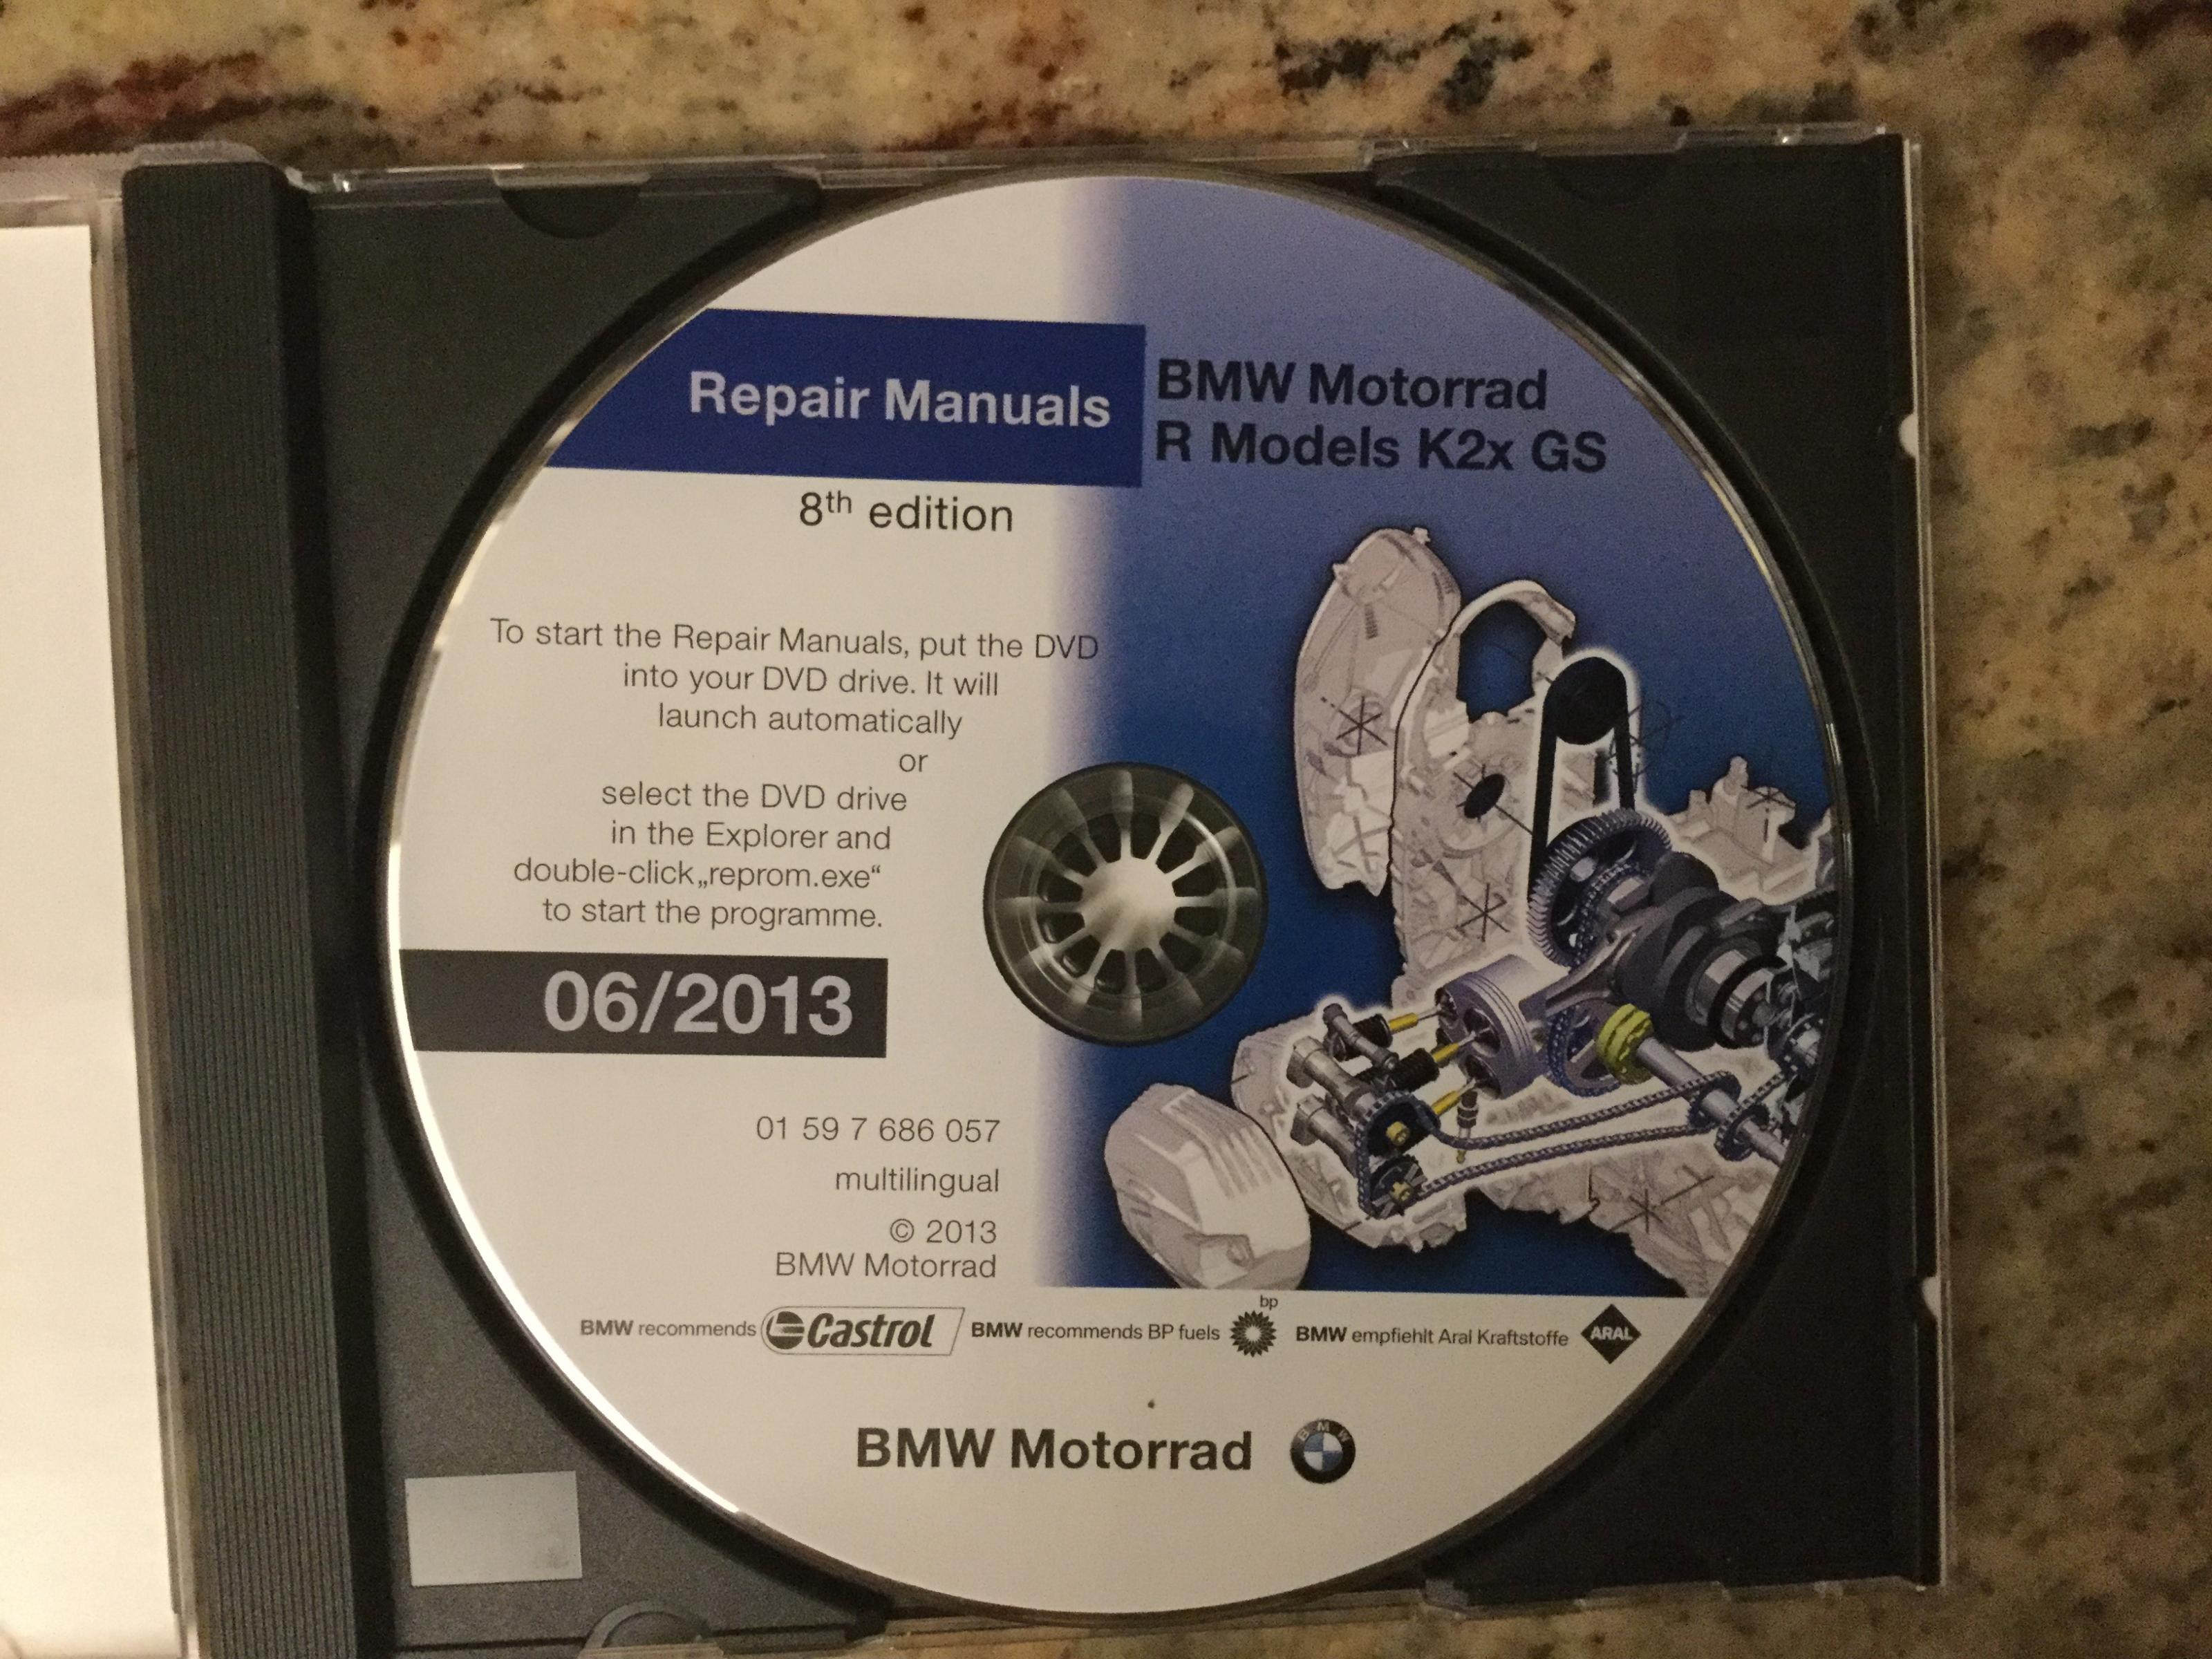 Repair Manuals
BMW Motorrad
R Models K2x GS
8th edition
To start the Repair Manuals, put the DVD
into your DVD drive. It will
launch automatically
or
select the DVD drive
in the Explorer and
double-click „reprom.exe“
to start the programme.
06/2013
01 59 7 686 057
multilingual
© 2013
BMW Motorrad
BMW recommends Castrol BMW recommends BP fuels bp BMW empfiehlt Aral Kraftstoffe ARAL
BMW Motorrad BMW